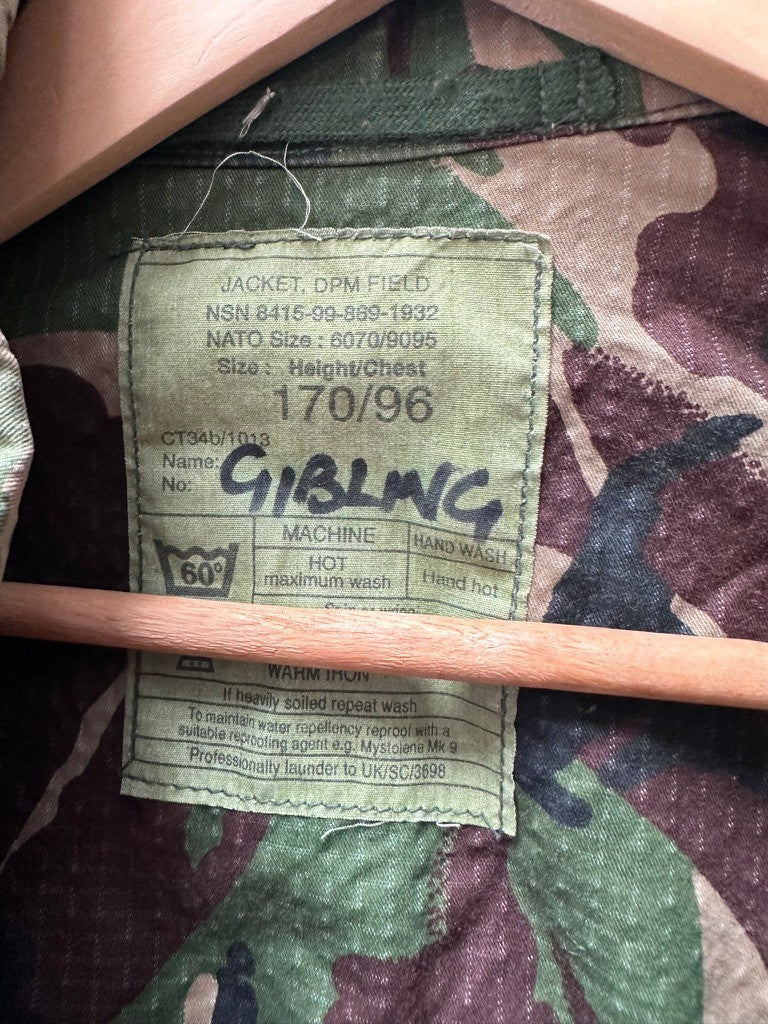 JACKET, DPM FIELD
NSN 8415-99-869-1932
NATO Size : 6070/9095
Size : Height/Chest
170/96
CT34b/1013
Name: GIBLING
No:
MACHINE
HAND WASH
60°
HOT
maximum wash
Hand hot
WARM IRON
If heavily soiled repeat wash
To maintain water repellency reproof with a
suitable reproofing agent e.g. Mystolene Mk 9
Professionally launder to UK/SC/3698